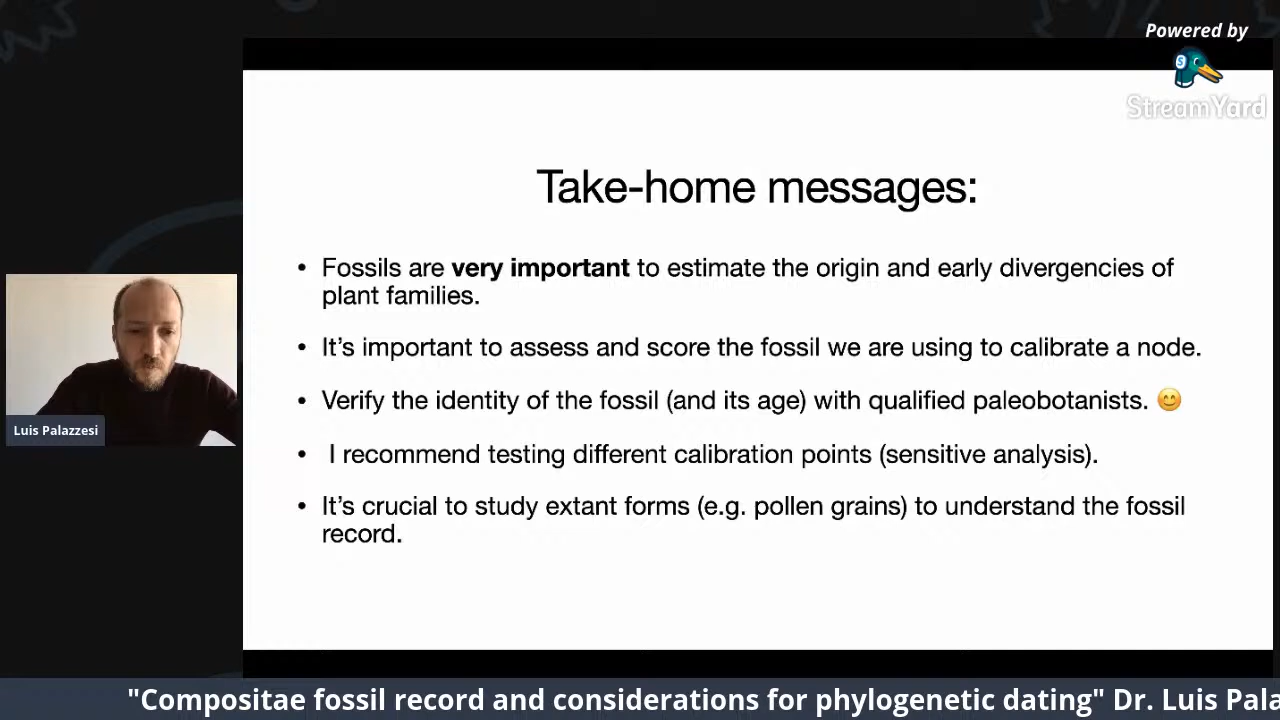 Powered by
StreamYard
Take-home messages:
• Fossils are very important to estimate the origin and early divergencies of
plant families.
• It's important to assess and score the fossil we are using to calibrate a node.
• Verify the identity of the fossil (and its age) with qualified paleobotanists. 😊
• I recommend testing different calibration points (sensitive analysis).
• It's crucial to study extant forms (e.g. pollen grains) to understand the fossil
record.
Luis Palazzesi
"Compositae fossil record and considerations for phylogenetic dating" Dr. Luis Pala